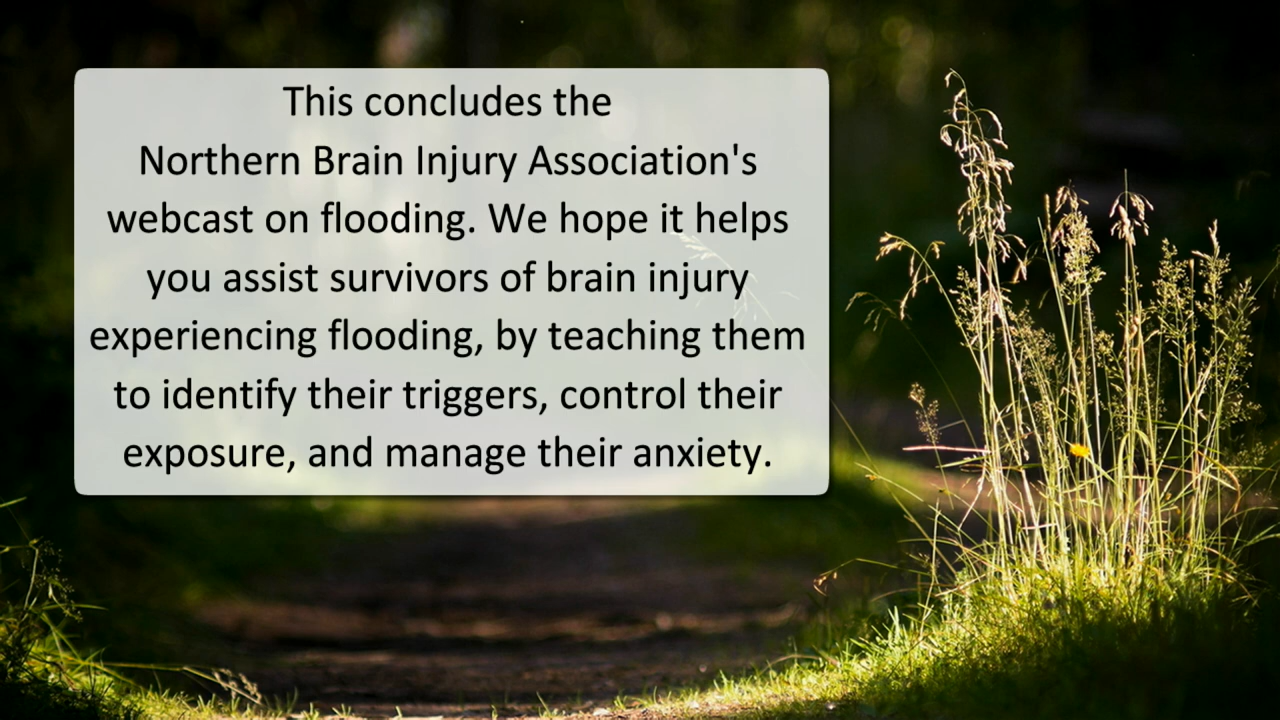 This concludes the
Northern Brain Injury Association's
webcast on flooding. We hope it helps
you assist survivors of brain injury
experiencing flooding, by teaching them
to identify their triggers, control their
exposure, and manage their anxiety.